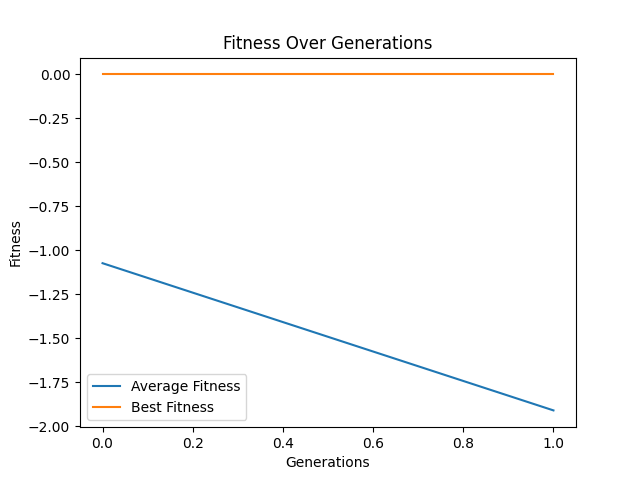 Fitness Over Generations
Fitness
0.00
−0.25
−0.50
−0.75
−1.00
−1.25
−1.50
−1.75
−2.00
Average Fitness
Best Fitness
0.0 0.2 0.4 0.6 0.8 1.0
Generations